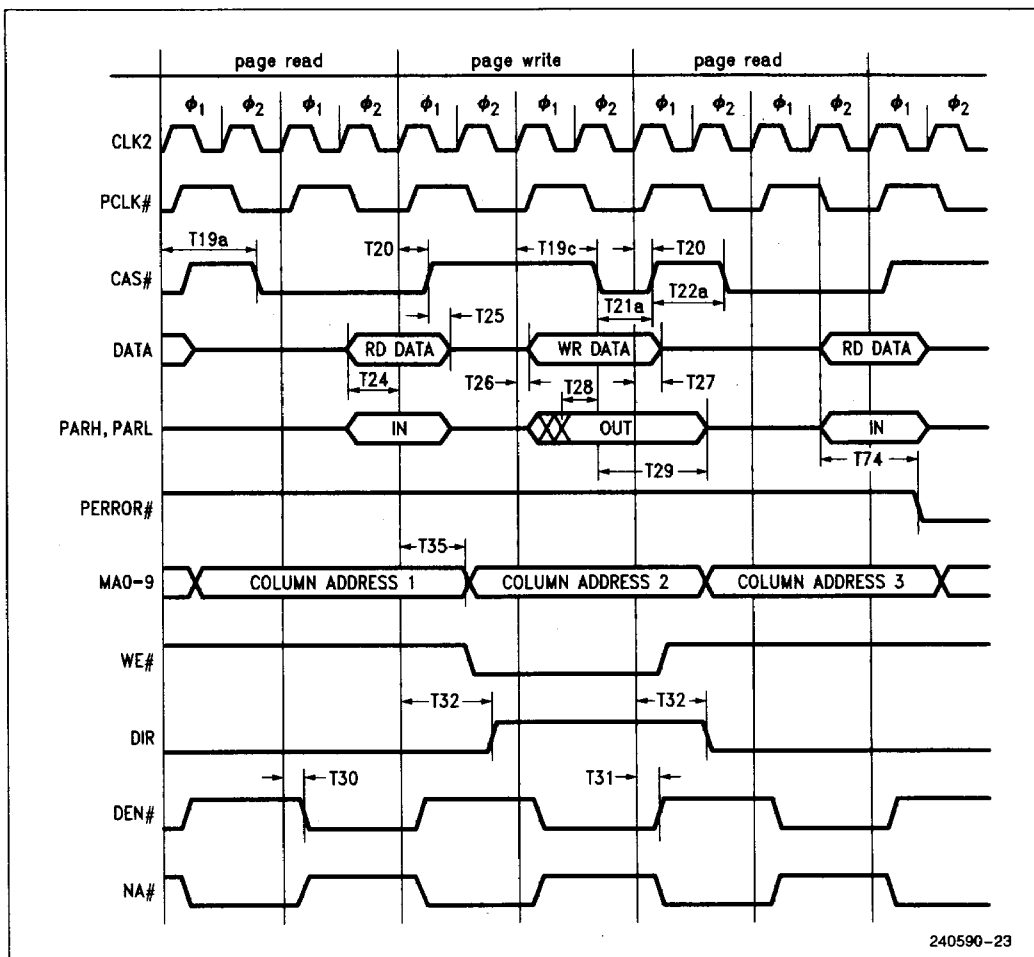 page read page write page read
ϕ1 ϕ2 ϕ1 ϕ2 ϕ1 ϕ2 ϕ1 ϕ2 ϕ1 ϕ2 ϕ1 ϕ2 ϕ1 ϕ2
CLK2
PCLK#
T19a T20 T19c T20
CAS#
T21a T22a
T25
DATA RD DATA WR DATA RD DATA
T24 T26 T28 T27
PARH, PARL IN OUT IN
T29 T74
PERROR#
T35
MA0-9 COLUMN ADDRESS 1 COLUMN ADDRESS 2 COLUMN ADDRESS 3
WE#
T32 T32
DIR
T30 T31
DEN#
NA#
240590-23